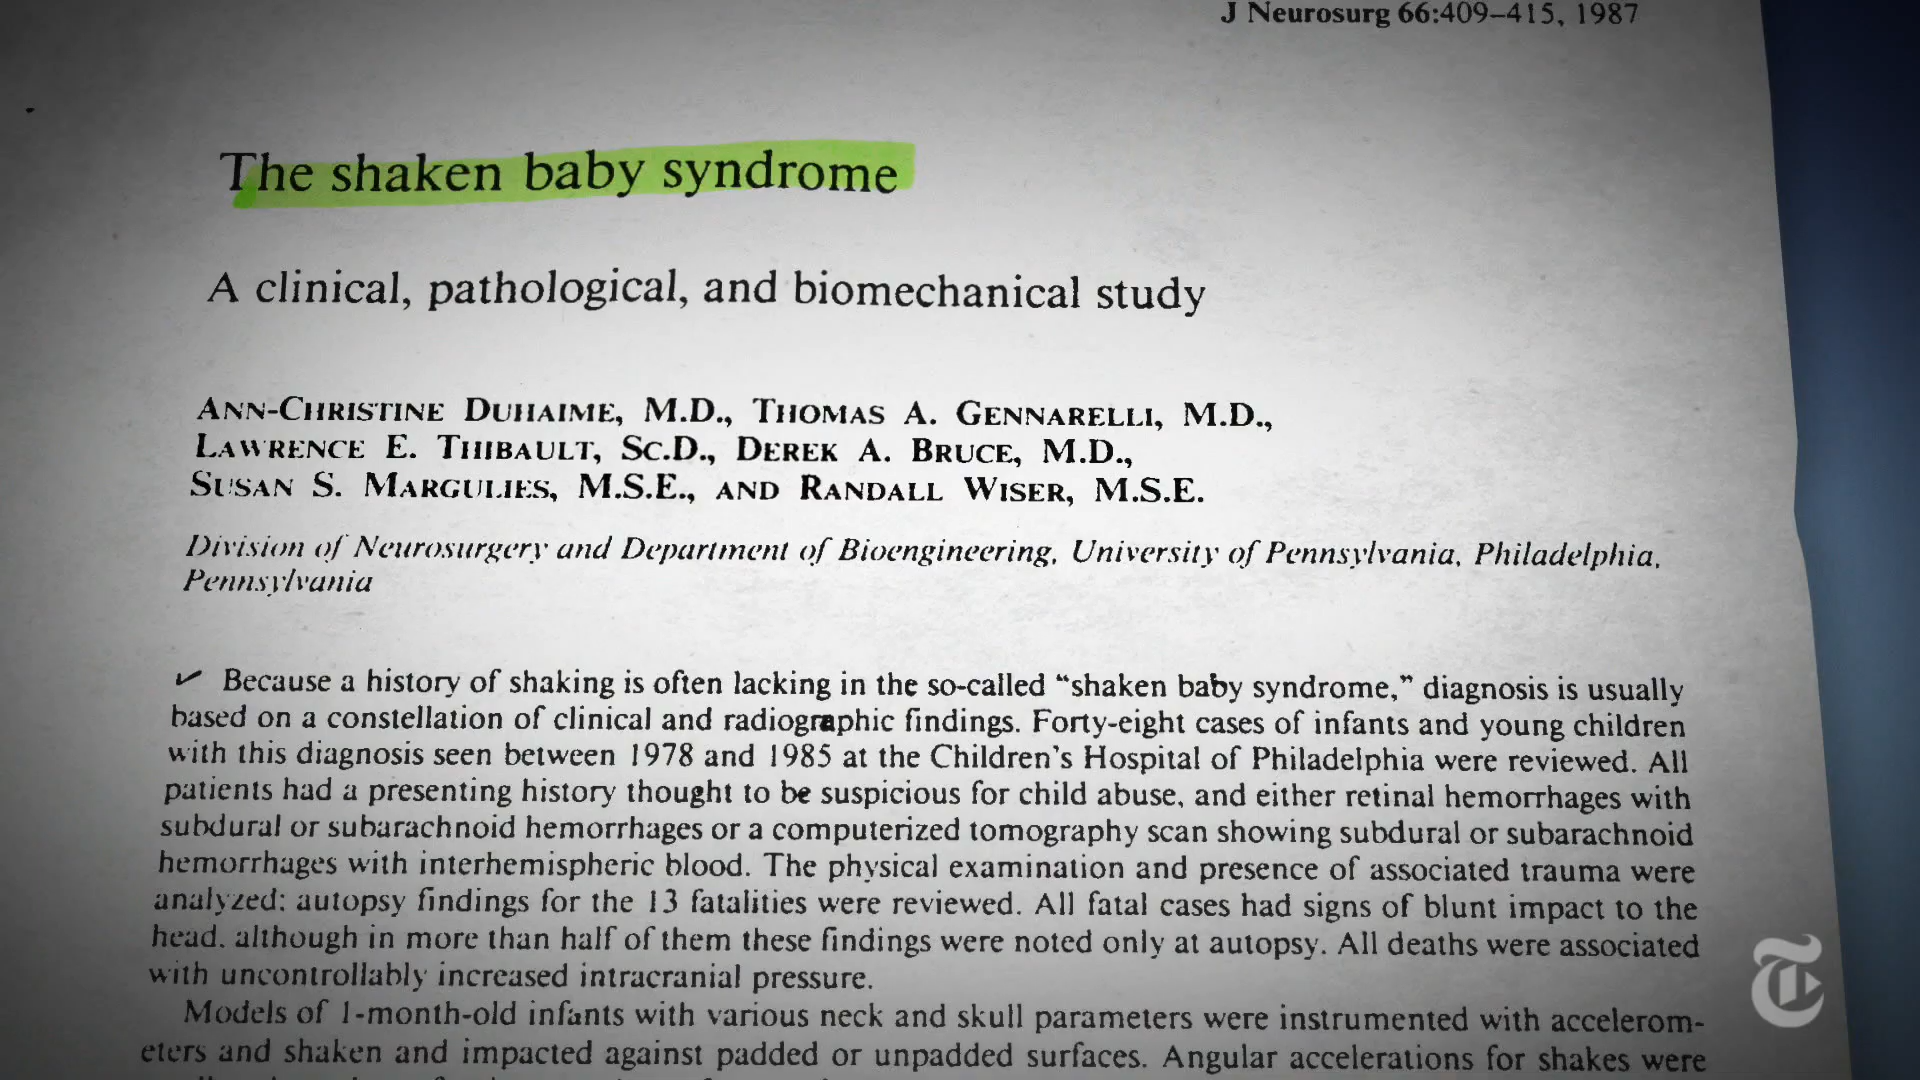 J Neurosurg 66:409–415, 1987
The shaken baby syndrome
A clinical, pathological, and biomechanical study
ANN-CHRISTINE DUHAIME, M.D., THOMAS A. GENNARELLI, M.D.,
LAWRENCE E. THIBAULT, SC.D., DEREK A. BRUCE, M.D.,
SUSAN S. MARGULIES, M.S.E., AND RANDALL WISER, M.S.E.
Division of Neurosurgery and Department of Bioengineering, University of Pennsylvania, Philadelphia,
Pennsylvania
✓ Because a history of shaking is often lacking in the so-called “shaken baby syndrome,” diagnosis is usually
based on a constellation of clinical and radiographic findings. Forty-eight cases of infants and young children
with this diagnosis seen between 1978 and 1985 at the Children’s Hospital of Philadelphia were reviewed. All
patients had a presenting history thought to be suspicious for child abuse, and either retinal hemorrhages with
subdural or subarachnoid hemorrhages or a computerized tomography scan showing subdural or subarachnoid
hemorrhages with interhemispheric blood. The physical examination and presence of associated trauma were
analyzed; autopsy findings for the 13 fatalities were reviewed. All fatal cases had signs of blunt impact to the
head, although in more than half of them these findings were noted only at autopsy. All deaths were associated
with uncontrollably increased intracranial pressure.
Models of 1-month-old infants with various neck and skull parameters were instrumented with accelerom-
eters and shaken and impacted against padded or unpadded surfaces. Angular accelerations for shakes were
T